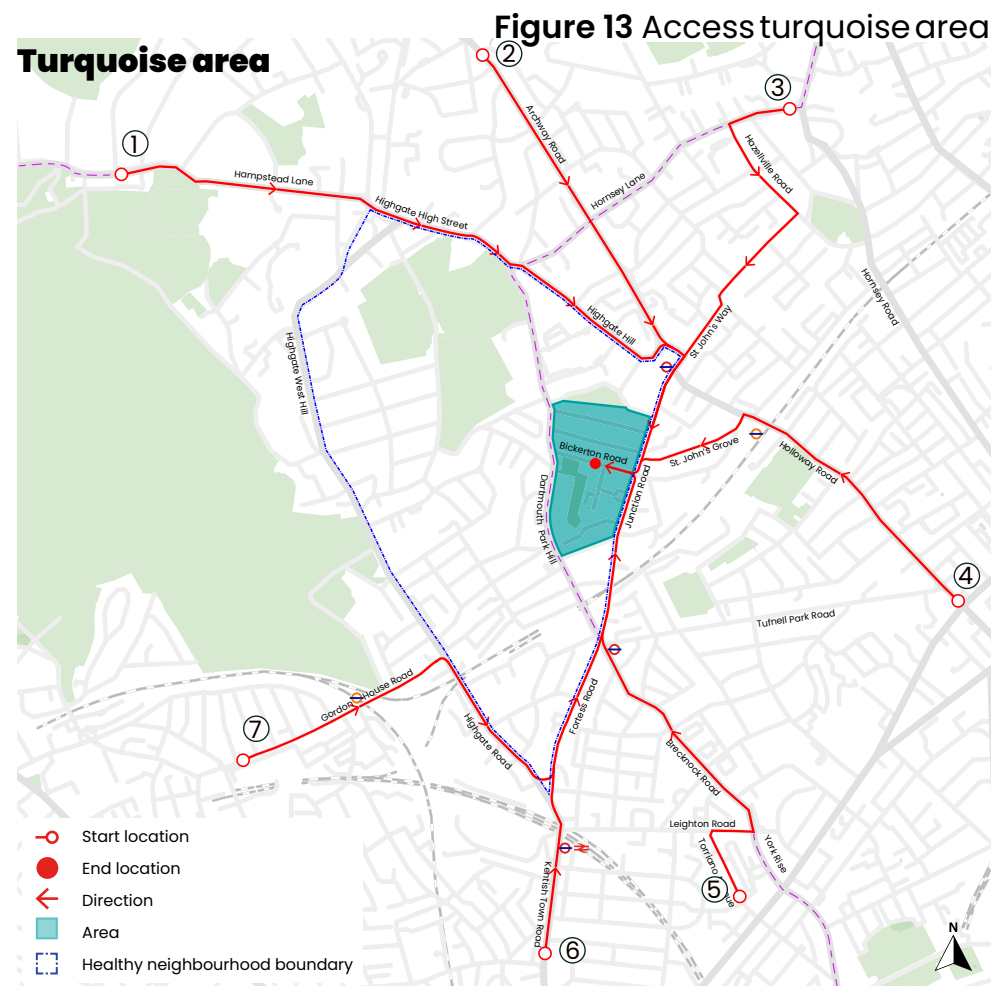 Figure 13 Access turquoise area
Turquoise area
②
③
①
Archway Road
Hazellville Road
Hampstead Lane
Hornsey Lane
Highgate High Street
Hornsey Road
Highgate Hill
St John's Way
Highgate West Hill
Bickerton Road
St. John's Grove
Holloway Road
Junction Road
Dartmouth Park Hill
④
Tufnell Park Road
Gordon House Road
Fortess Road
⑦
Highgate Road
Brecknock Road
Leighton Road
York Rise
⑤
Kentish Town Road
⑥
Start location
End location
Direction
Area
Healthy neighbourhood boundary
N